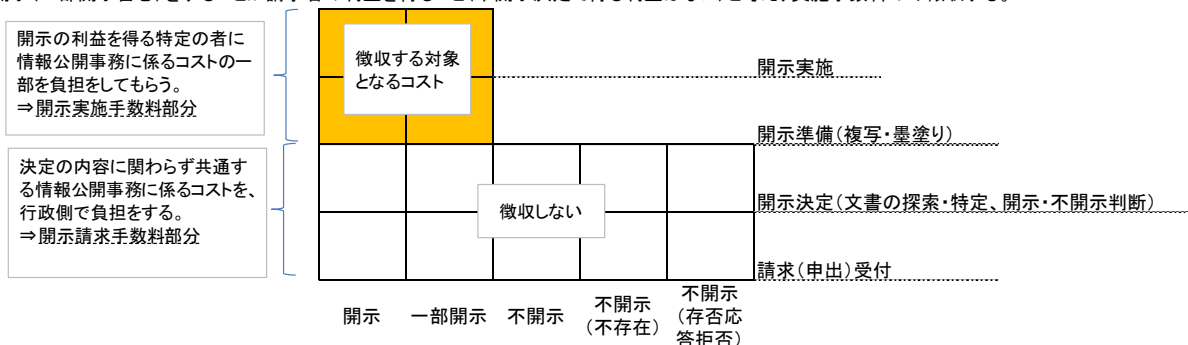 開示の利益を得る特定の者に
情報公開事務に係るコストの一
部を負担をしてもらう。
⇒開示実施手数料部分
徴収する対象
となるコスト
開示実施
開示準備(複写・墨塗り)
決定の内容に関わらず共通す
る情報公開事務に係るコストを、
行政側で負担をする。
⇒開示請求手数料部分
徴収しない
開示決定(文書の探索・特定、開示・不開示判断)
請求(申出)受付
開示
一部開示
不開示
不開示
(不存在)
不開示
(存否応
答拒否)